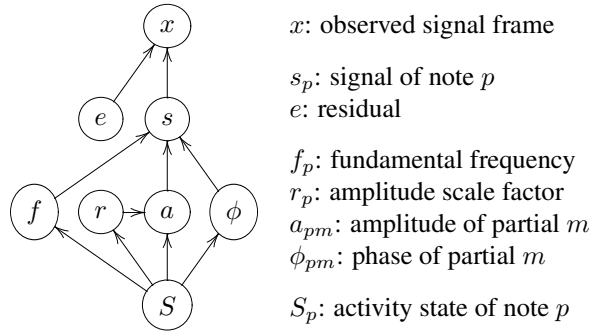 x
e
s
f
r
a
ϕ
S
x: observed signal frame
s_p: signal of note p
e: residual
f_p: fundamental frequency
r_p: amplitude scale factor
a_pm: amplitude of partial m
ϕ_pm: phase of partial m
S_p: activity state of note p